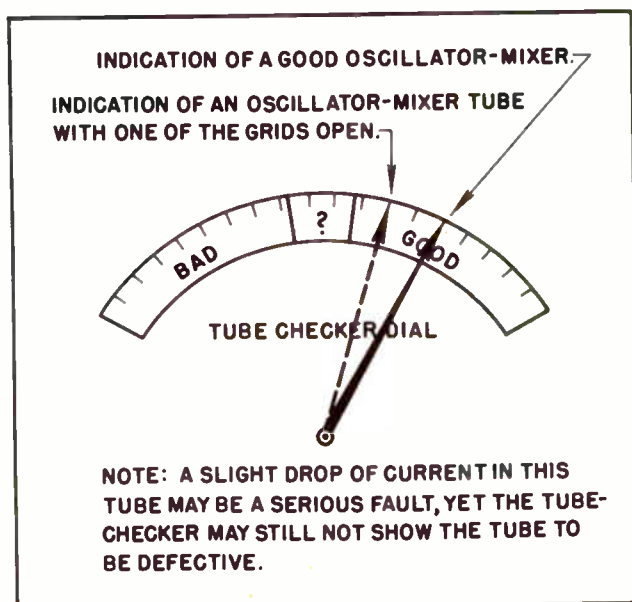 INDICATION OF A GOOD OSCILLATOR-MIXER.
INDICATION OF AN OSCILLATOR-MIXER TUBE
WITH ONE OF THE GRIDS OPEN.
BAD
?
GOOD
TUBE CHECKER DIAL
NOTE: A SLIGHT DROP OF CURRENT IN THIS
TUBE MAY BE A SERIOUS FAULT, YET THE TUBE-
CHECKER MAY STILL NOT SHOW THE TUBE TO
BE DEFECTIVE.